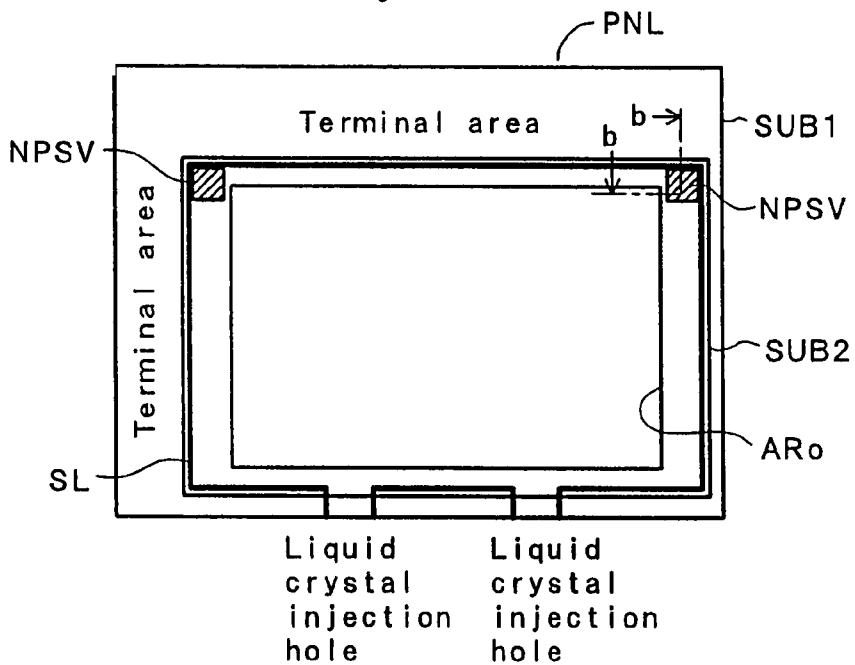 PNL
Terminal area
b
SUB1
b
NPSV
NPSV
Terminal area
SUB2
ARo
SL
Liquid crystal injection hole
Liquid crystal injection hole